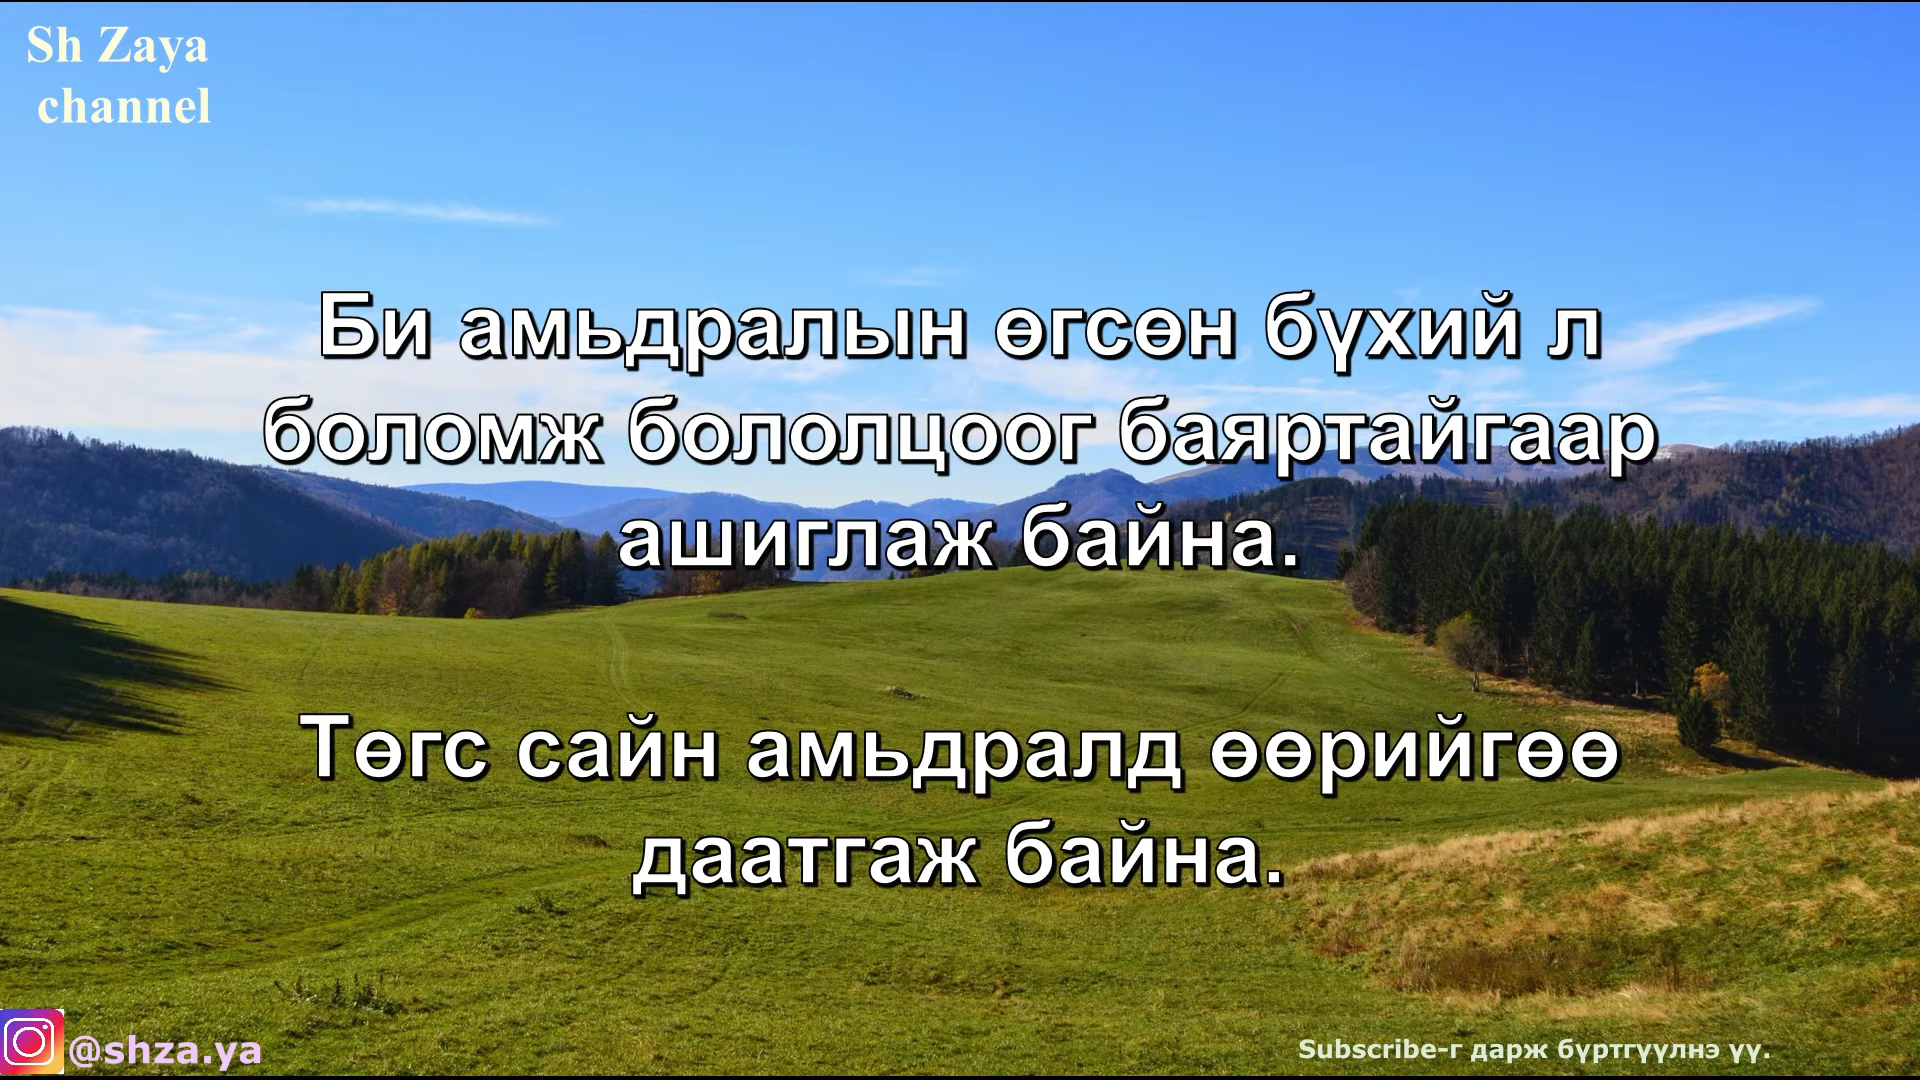 Sh Zaya
channel
Би амьдралын өгсөн бүхий л
боломж бололцоог баяртайгаар
ашиглаж байна.
Төгс сайн амьдралд өөрийгөө
даатгаж байна.
@shza.ya
Subscribe-г дарж бүртгүүлнэ үү.